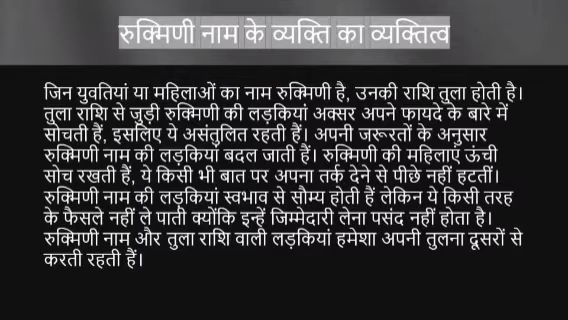 रुक्मिणी नाम के व्यक्ति का व्यक्तित्व
जिन युवतियां या महिलाओं का नाम रुक्मिणी है, उनकी राशि तुला होती है।
तुला राशि से जुड़ी रुक्मिणी की लड़कियां अक्सर अपने फायदे के बारे में
सोचती हैं, इसलिए ये असंतुलित रहती हैं। अपनी जरूरतों के अनुसार
रुक्मिणी नाम की लड़कियां बदल जाती हैं। रुक्मिणी की महिलाएं ऊंची
सोच रखती हैं, ये किसी भी बात पर अपना तर्क देने से पीछे नहीं हटतीं।
रुक्मिणी नाम की लड़कियां स्वभाव से सौम्य होती हैं लेकिन ये किसी तरह
के फैसले नहीं ले पाती क्योंकि इन्हें जिम्मेदारी लेना पसंद नहीं होता है।
रुक्मिणी नाम और तुला राशि वाली लड़कियां हमेशा अपनी तुलना दूसरों से
करती रहती हैं।